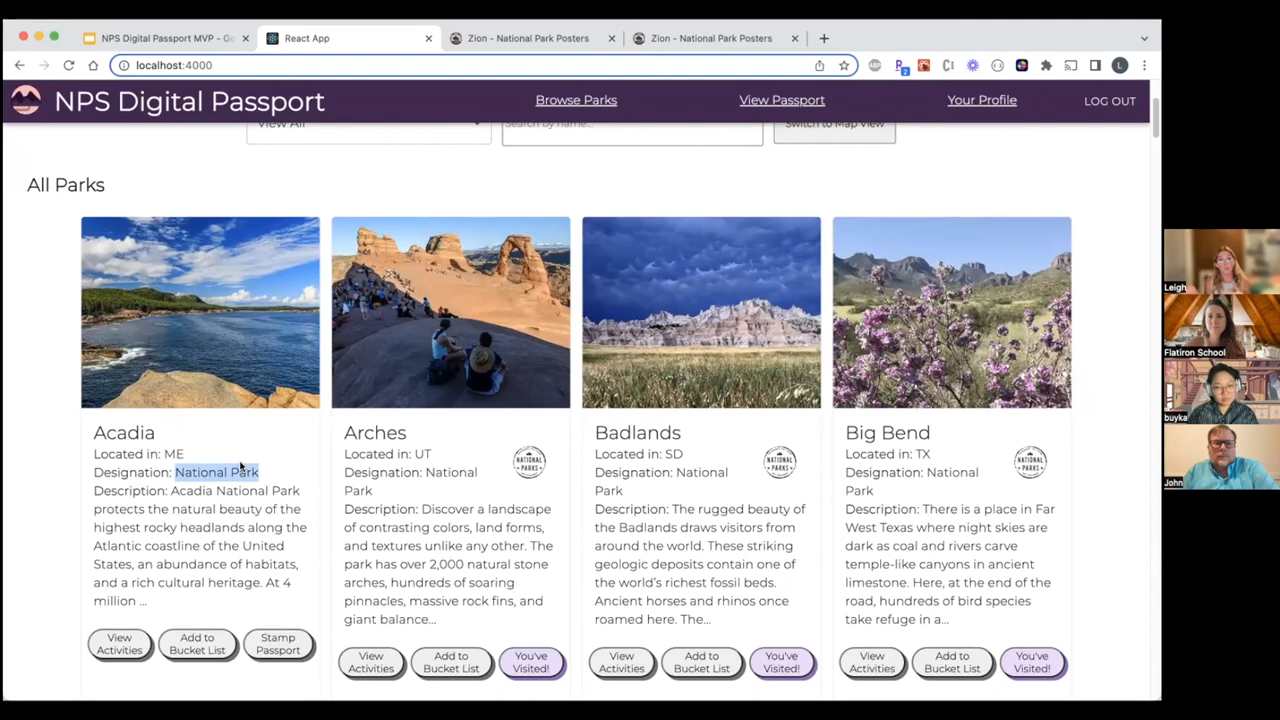 NPS Digital Passport MVP - Go
React App
Zion - National Park Posters
Zion - National Park Posters
localhost:4000
L
2
NPS Digital Passport
Browse Parks
View Passport
Your Profile
LOG OUT
View All
Search by name...
Switch to Map View
All Parks
Acadia
Located in: ME
Designation: National Park
Description: Acadia National Park
protects the natural beauty of the
highest rocky headlands along the
Atlantic coastline of the United
States, an abundance of habitats,
and a rich cultural heritage. At 4
million ...
View
Activities
Add to
Bucket List
Stamp
Passport
Arches
Located in: UT
Designation: National
Park
NATIONAL
PARKS
Description: Discover a landscape
of contrasting colors, land forms,
and textures unlike any other. The
park has over 2,000 natural stone
arches, hundreds of soaring
pinnacles, massive rock fins, and
giant balance...
View
Activities
Add to
Bucket List
You've
Visited!
Badlands
Located in: SD
Designation: National
Park
NATIONAL
PARKS
Description: The rugged beauty of
the Badlands draws visitors from
around the world. These striking
geologic deposits contain one of
the world's richest fossil beds.
Ancient horses and rhinos once
roamed here. The...
View
Activities
Add to
Bucket List
You've
Visited!
Big Bend
Located in: TX
Designation: National
Park
NATIONAL
PARKS
Description: There is a place in Far
West Texas where night skies are
dark as coal and rivers carve
temple-like canyons in ancient
limestone. Here, at the end of the
road, hundreds of bird species
take refuge in a...
View
Activities
Add to
Bucket List
You've
Visited!
Leigh
Flatiron School
buyka
John